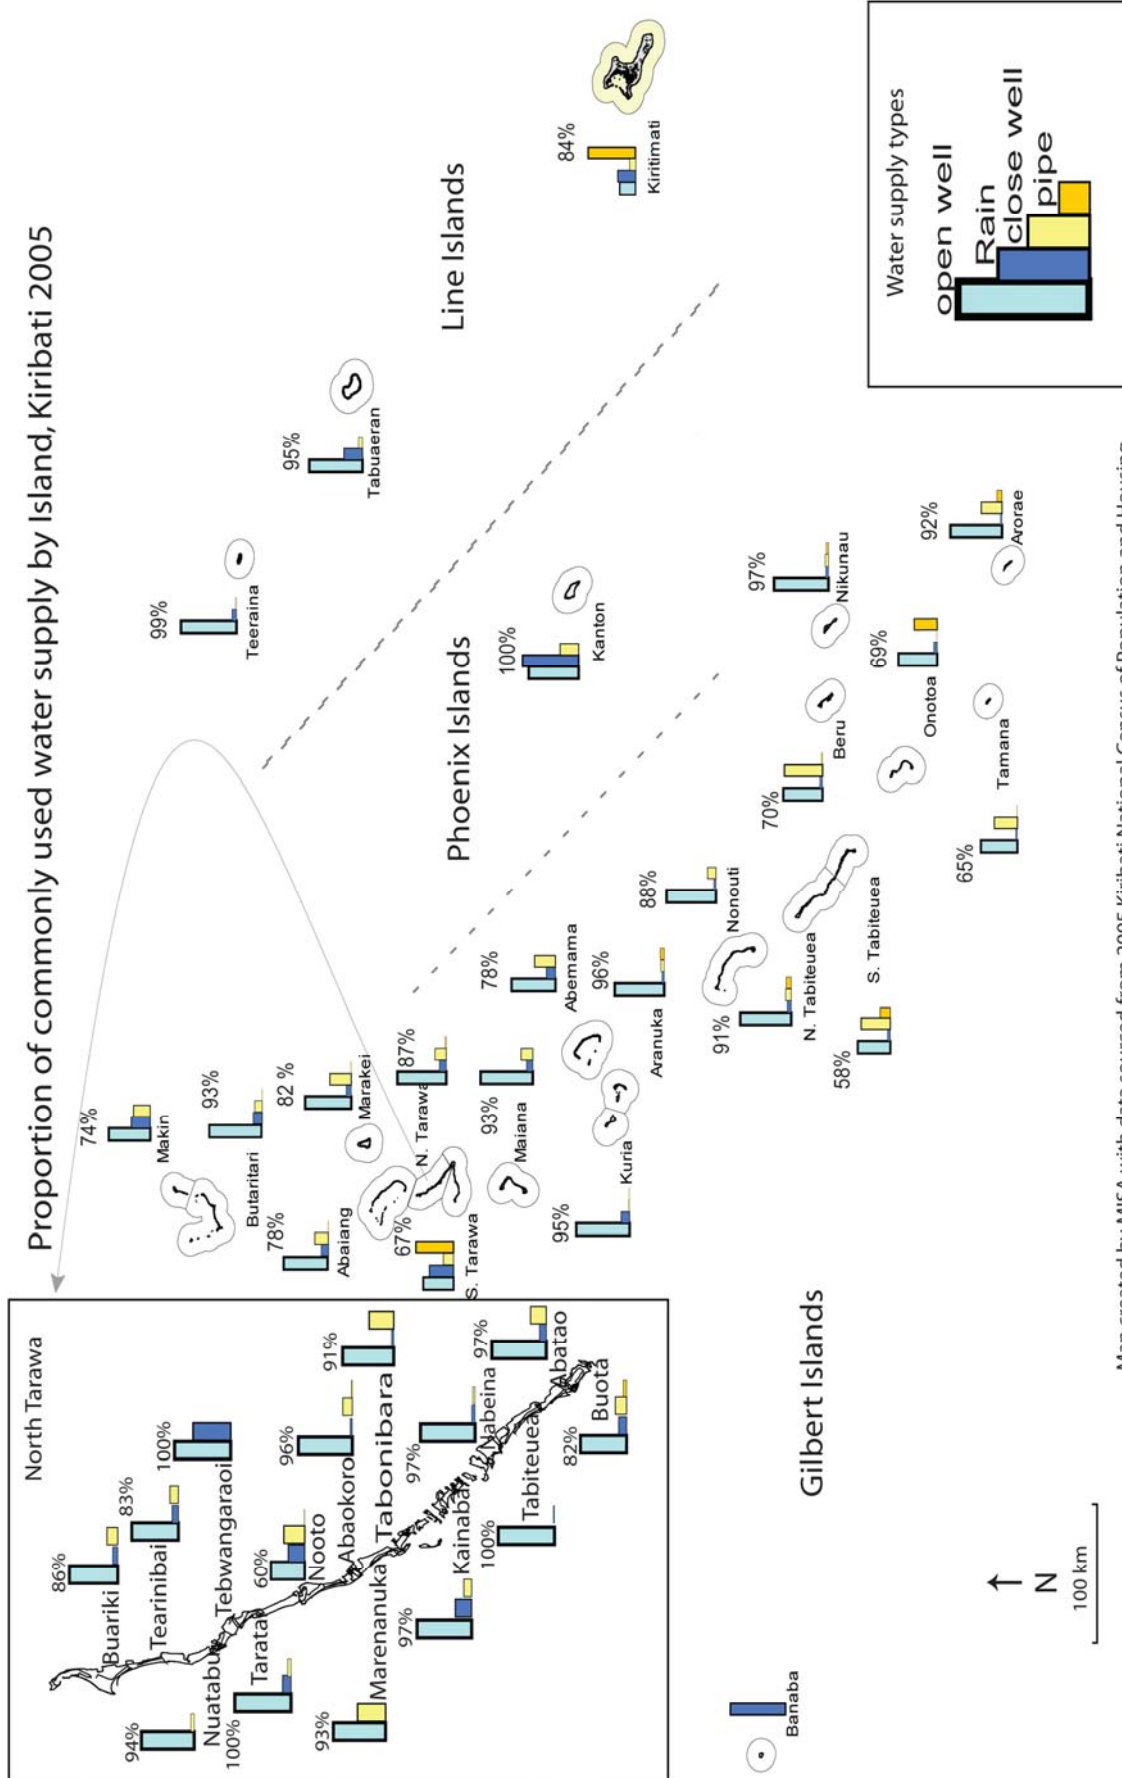 Proportion of commonly used water supply by Island, Kiribati 2005
North Tarawa
86%
Buariki
83%
Tearinibai
94%
Nuatabu
100%
Tebwangaraoi
100%
Taratai
60%
Nooto
96%
Abaokoro
93%
Marenanuka
91%
Tabonibara
97%
Kainaba
97%
Nabeina
100%
Tabiteuea
97%
Abatao
82%
Buota
74%
Makin
93%
Butaritari
82 %
Marakei
78%
Abaiang
87%
N. Tarawa
67%
S. Tarawa
93%
Maiana
78%
Abemama
95%
Kuria
96%
Aranuka
88%
Nonouti
91%
N. Tabiteuea
58%
S. Tabiteuea
70%
Beru
97%
Nikunau
69%
Onotoa
65%
Tamana
92%
Arorae
Banaba
Gilbert Islands
Phoenix Islands
100%
Kanton
Line Islands
99%
Teeraina
95%
Tabuaeran
84%
Kiritimati
N
100 km
Water supply types
open well
Rain
close well
pipe